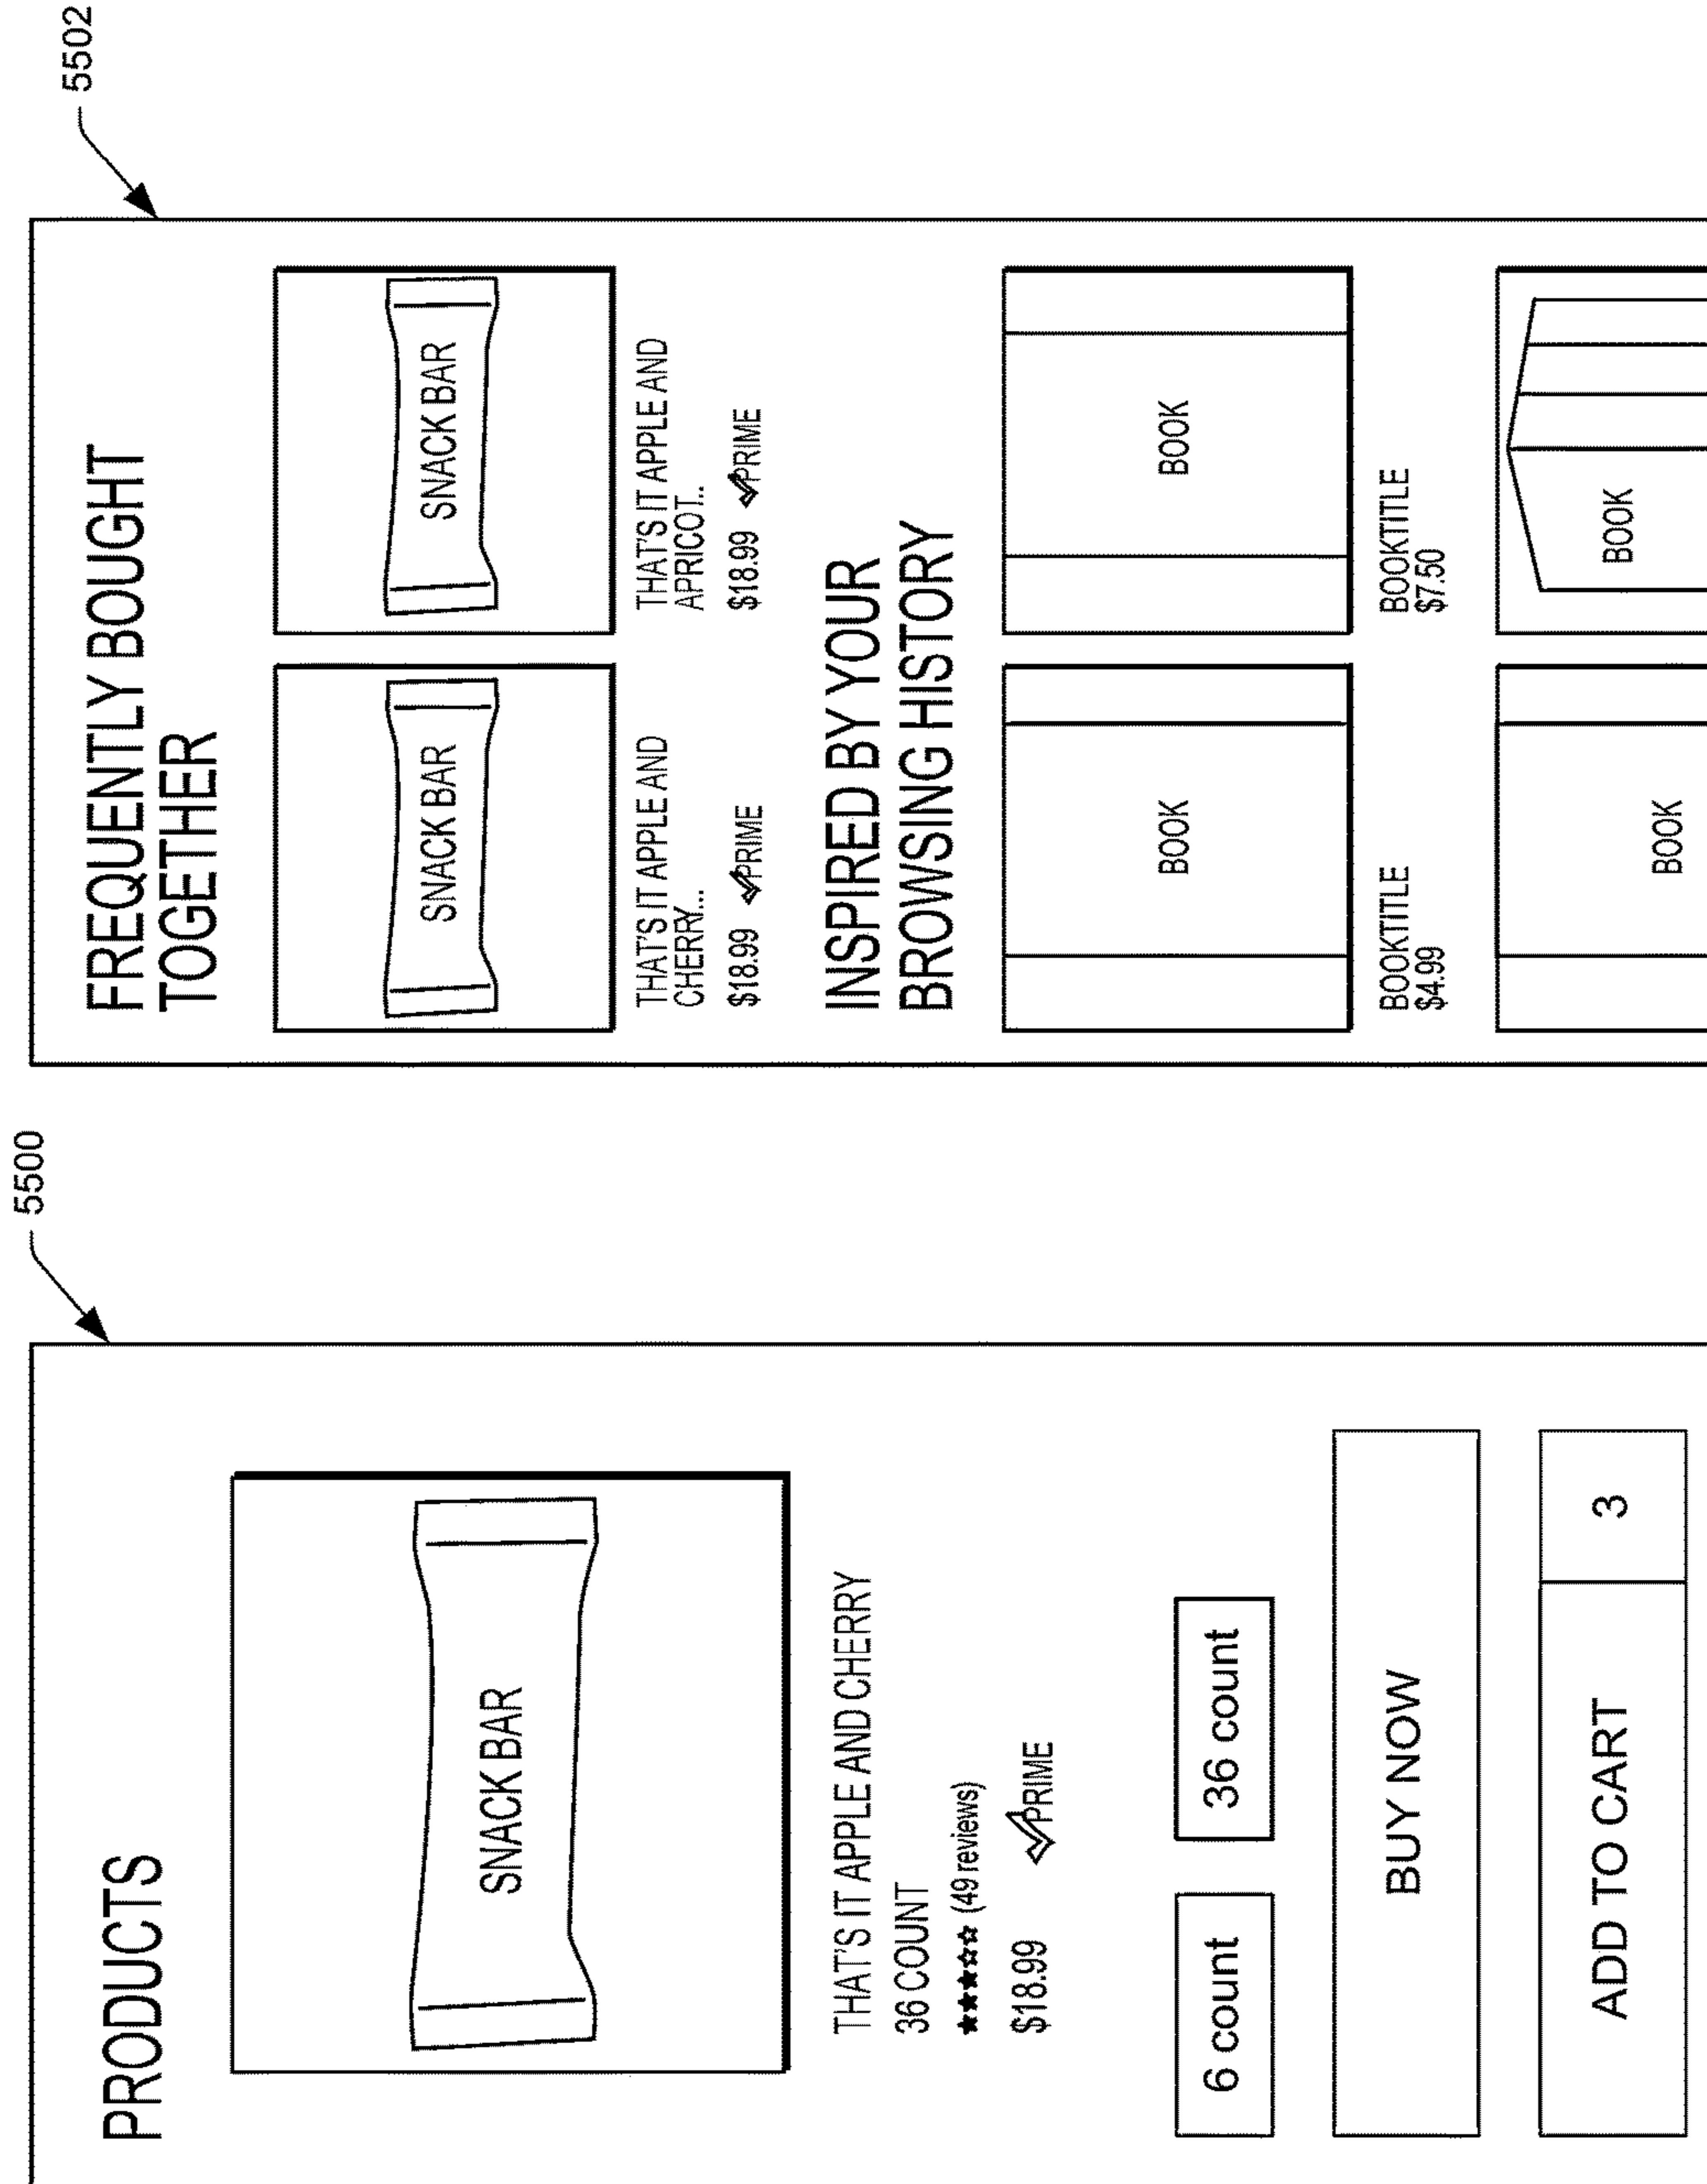 5500
PRODUCTS
SNACK BAR
THAT'S IT APPLE AND CHERRY
36 COUNT
★★★☆☆ (49 reviews)
$18.99 PRIME
6 count 36 count
BUY NOW
ADD TO CART 3
5502
FREQUENTLY BOUGHT
TOGETHER
SNACK BAR SNACK BAR
THAT'S IT APPLE AND
CHERRY...
$18.99 PRIME
THAT'S IT APPLE AND
APRICOT..
$18.99 PRIME
INSPIRED BY YOUR
BROWSING HISTORY
BOOK BOOK
BOOKTITLE
$4.99
BOOKTITLE
$7.50
BOOK BOOK